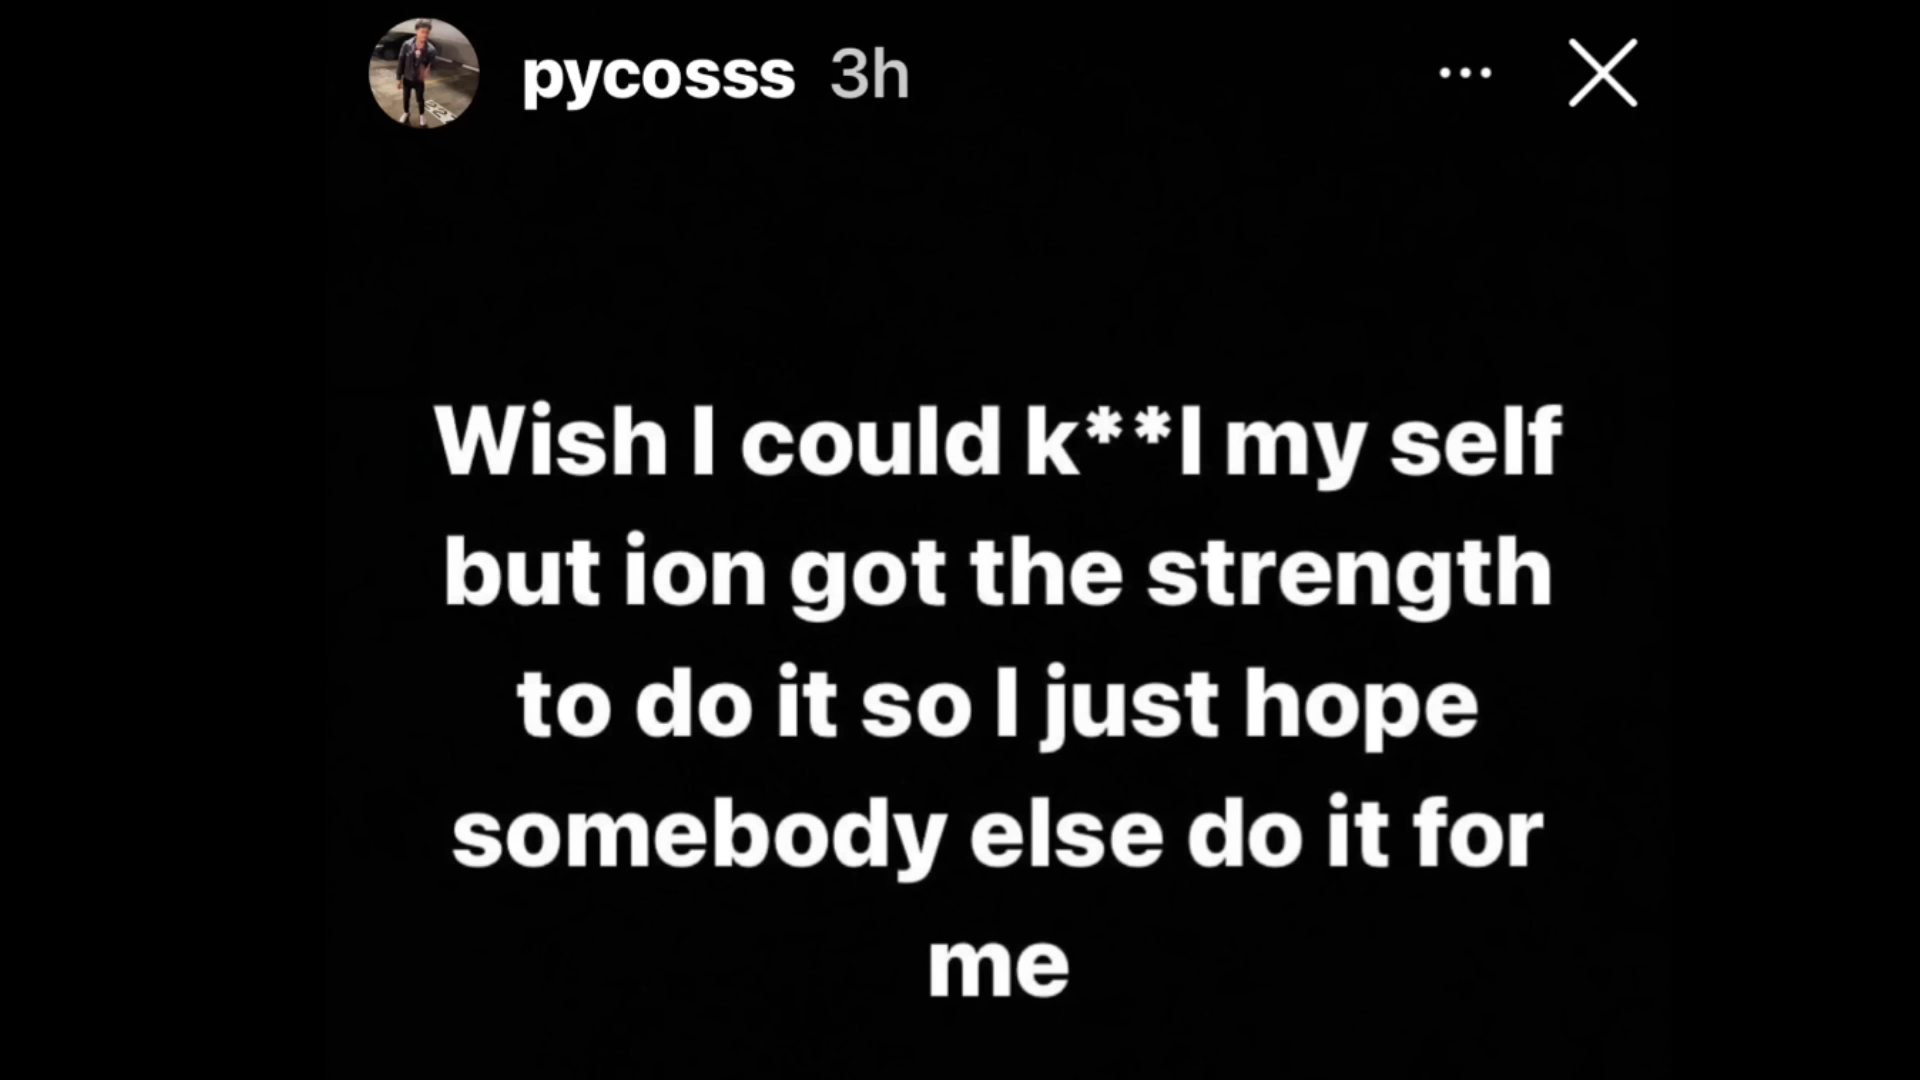 pycosss 3h
Wish I could k**l my self
but ion got the strength
to do it so I just hope
somebody else do it for
me